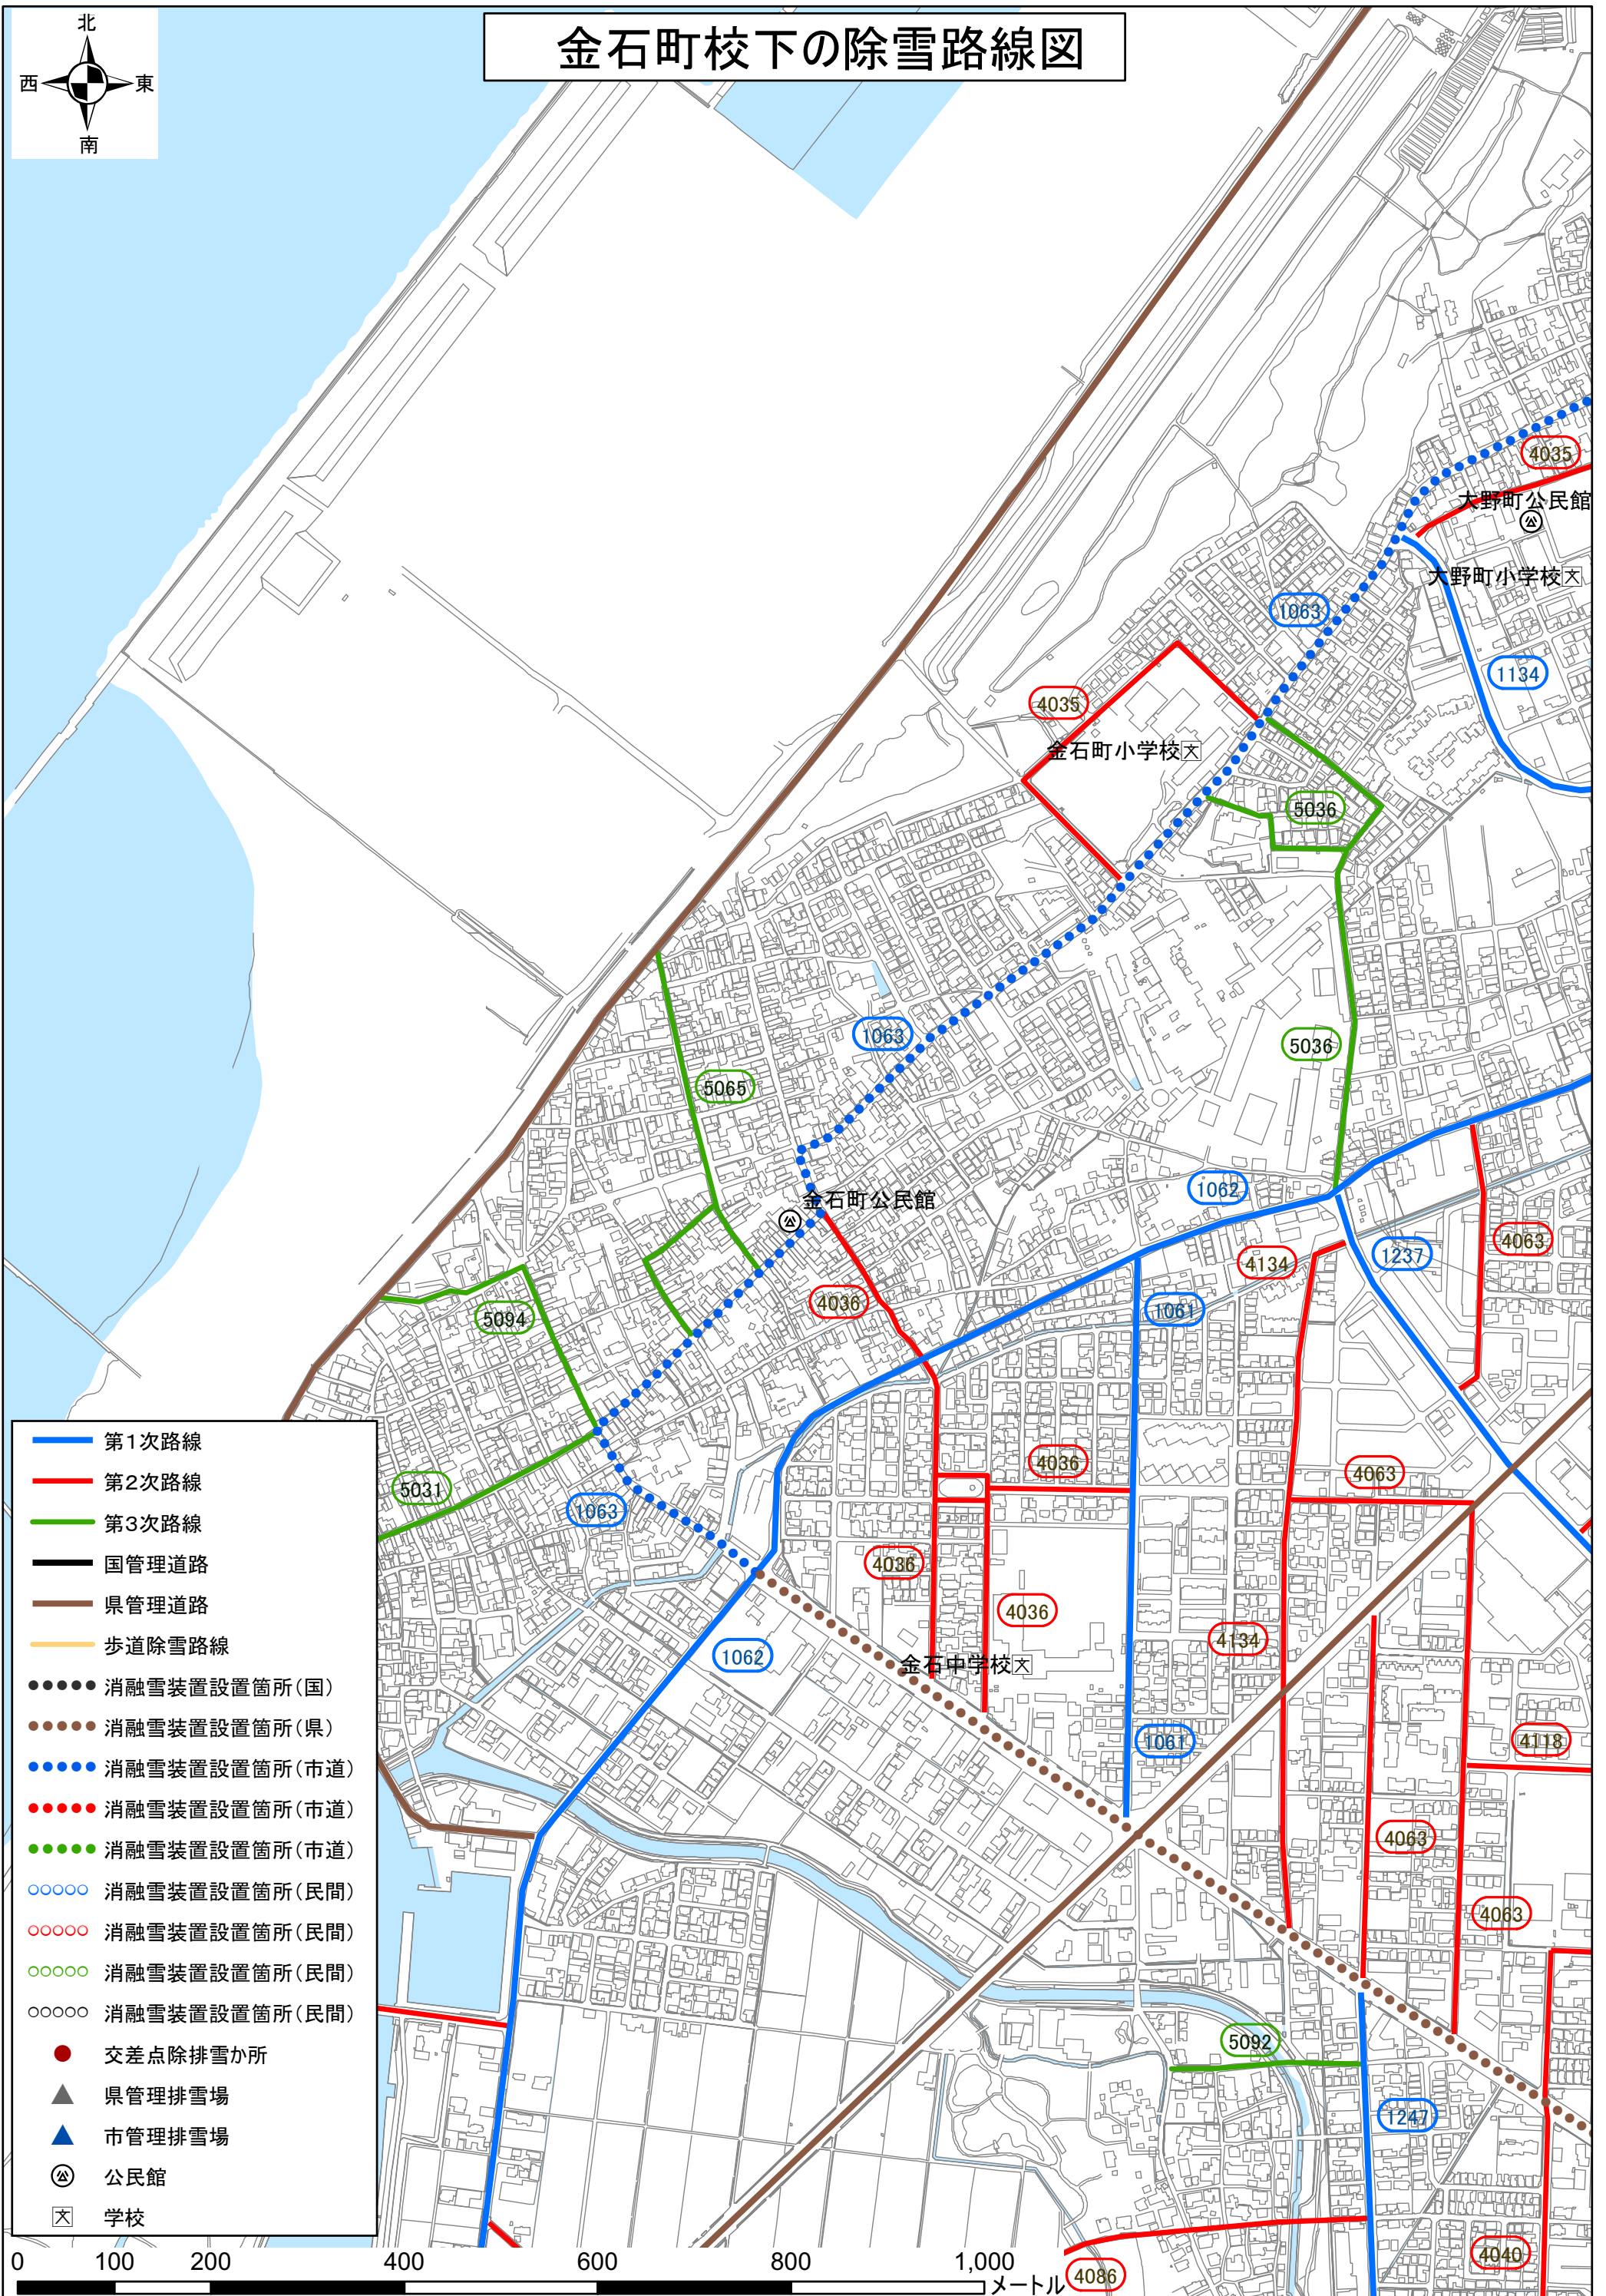 金石町校下の除雪路線図
北
西
東
南
4035
大野町公民館
大野町小学校
文
1063
1134
4035
金石町小学校
文
5036
1063
5036
5065
1062
金石町公民館
1237
4063
4134
4036
1061
5094
4036
4063
5031
1063
4036
4036
4134
1062
金石中学校
文
1061
4118
4063
4063
5092
1247
4086
4040
第1次路線
第2次路線
第3次路線
国管理道路
県管理道路
歩道除雪路線
消融雪装置設置箇所(国)
消融雪装置設置箇所(県)
消融雪装置設置箇所(市道)
消融雪装置設置箇所(市道)
消融雪装置設置箇所(市道)
消融雪装置設置箇所(民間)
消融雪装置設置箇所(民間)
消融雪装置設置箇所(民間)
消融雪装置設置箇所(民間)
交差点除排雪か所
県管理排雪場
市管理排雪場
公民館
文 学校
0 100 200 400 600 800 1,000
メートル